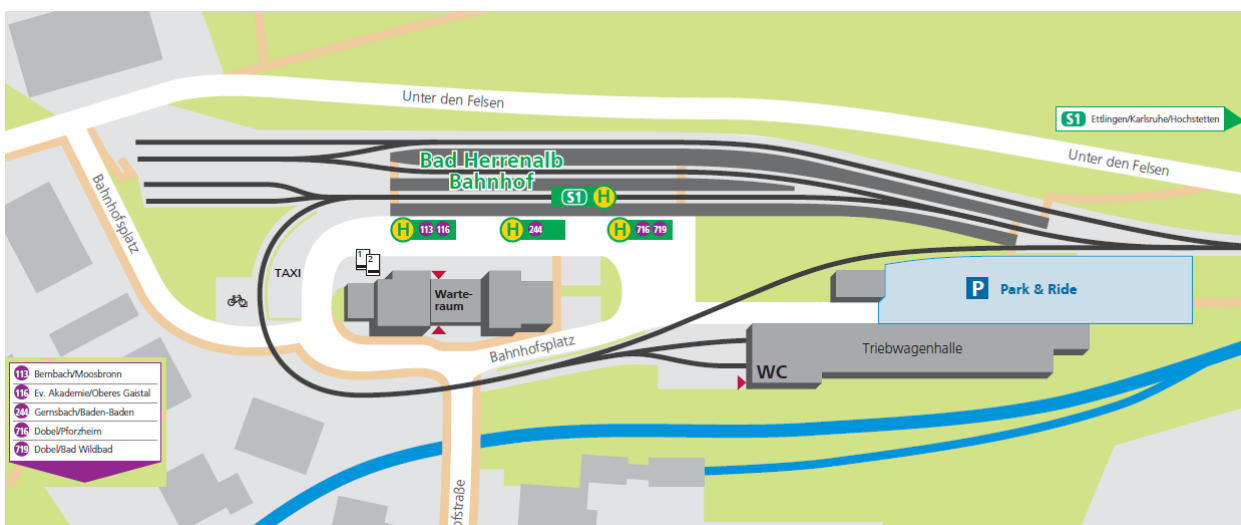 Unter den Felsen
S1 Ettlingen/Karlsruhe/Hochstetten
Unter den Felsen
Bad Herrenalb
Bahnhof
S1 H
Bahnhofsplatz
H 113 116
H 244
H 716 719
1
2
TAXI
Warte-
raum
P Park & Ride
Bahnhofsplatz
Triebwagenhalle
WC
113 Bernbach/Moosbronn
116 Ev. Akademie/Oberes Gaistal
244 Gernsbach/Baden-Baden
716 Dobel/Pforzheim
719 Dobel/Bad Wildbad
ofstraße